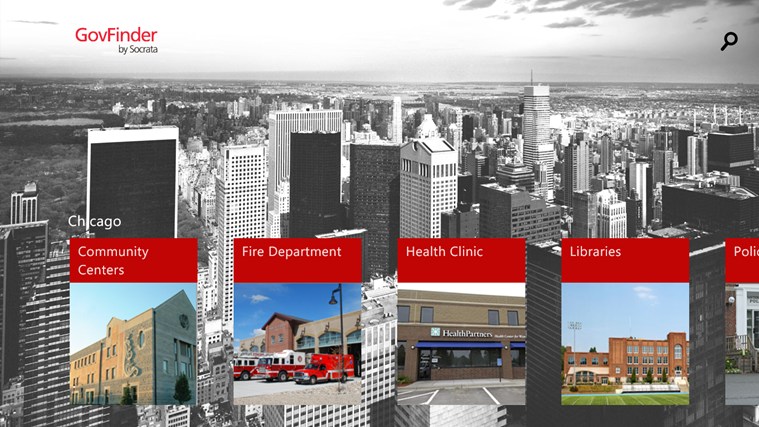 GovFinder
by Socrata
Chicago
Community
Centers
Fire Department
Health Clinic
Libraries
HealthPartners